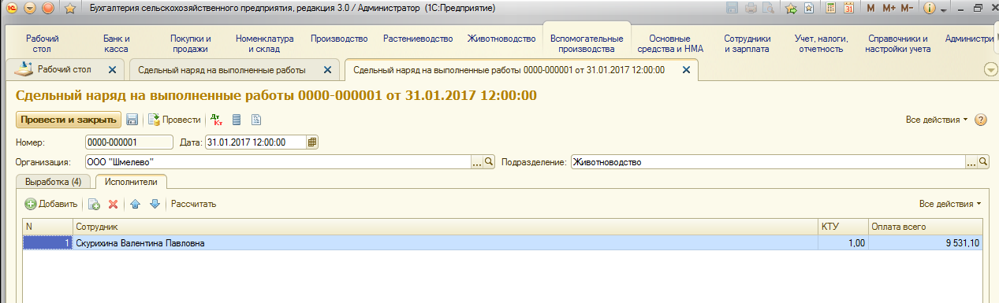 Бухгалтерия сельскохозяйственного предприятия, редакция 3.0 / Администратор (1С:Предприятие)
M M+ M-
Рабочий стол
Банк и касса
Покупки и продажи
Номенклатура и склад
Производство
Растениеводство
Животноводство
Вспомогательные производства
Основные средства и НМА
Сотрудники и зарплата
Учет, налоги, отчетность
Справочники и настройки учета
Администри
Рабочий стол
Сдельный наряд на выполненные работы
Сдельный наряд на выполненные работы 0000-000001 от 31.01.2017 12:00:00
Сдельный наряд на выполненные работы 0000-000001 от 31.01.2017 12:00:00
Провести и закрыть
Провести
Дт Кт
Все действия
Номер: 0000-000001 Дата: 31.01.2017 12:00:00
Организация: ООО "Шмелево" ... Подразделение: Животноводство ...
Выработка (4) Исполнители
Добавить Рассчитать Все действия
N Сотрудник КТУ Оплата всего
1 Скурихина Валентина Павловна 1,00 9 531,10